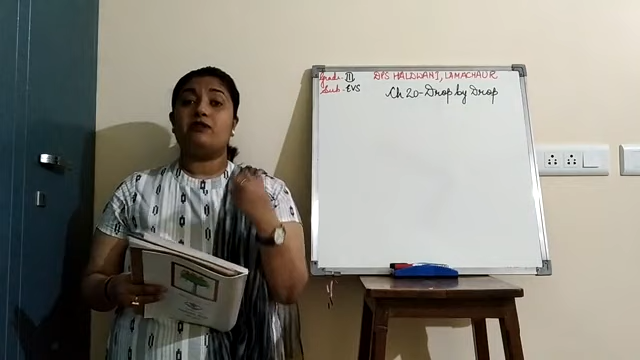 Grade - III
DPS HALDWANI, LAMACHAUR
Sub - EVS
Ch 20 - Drop by Drop